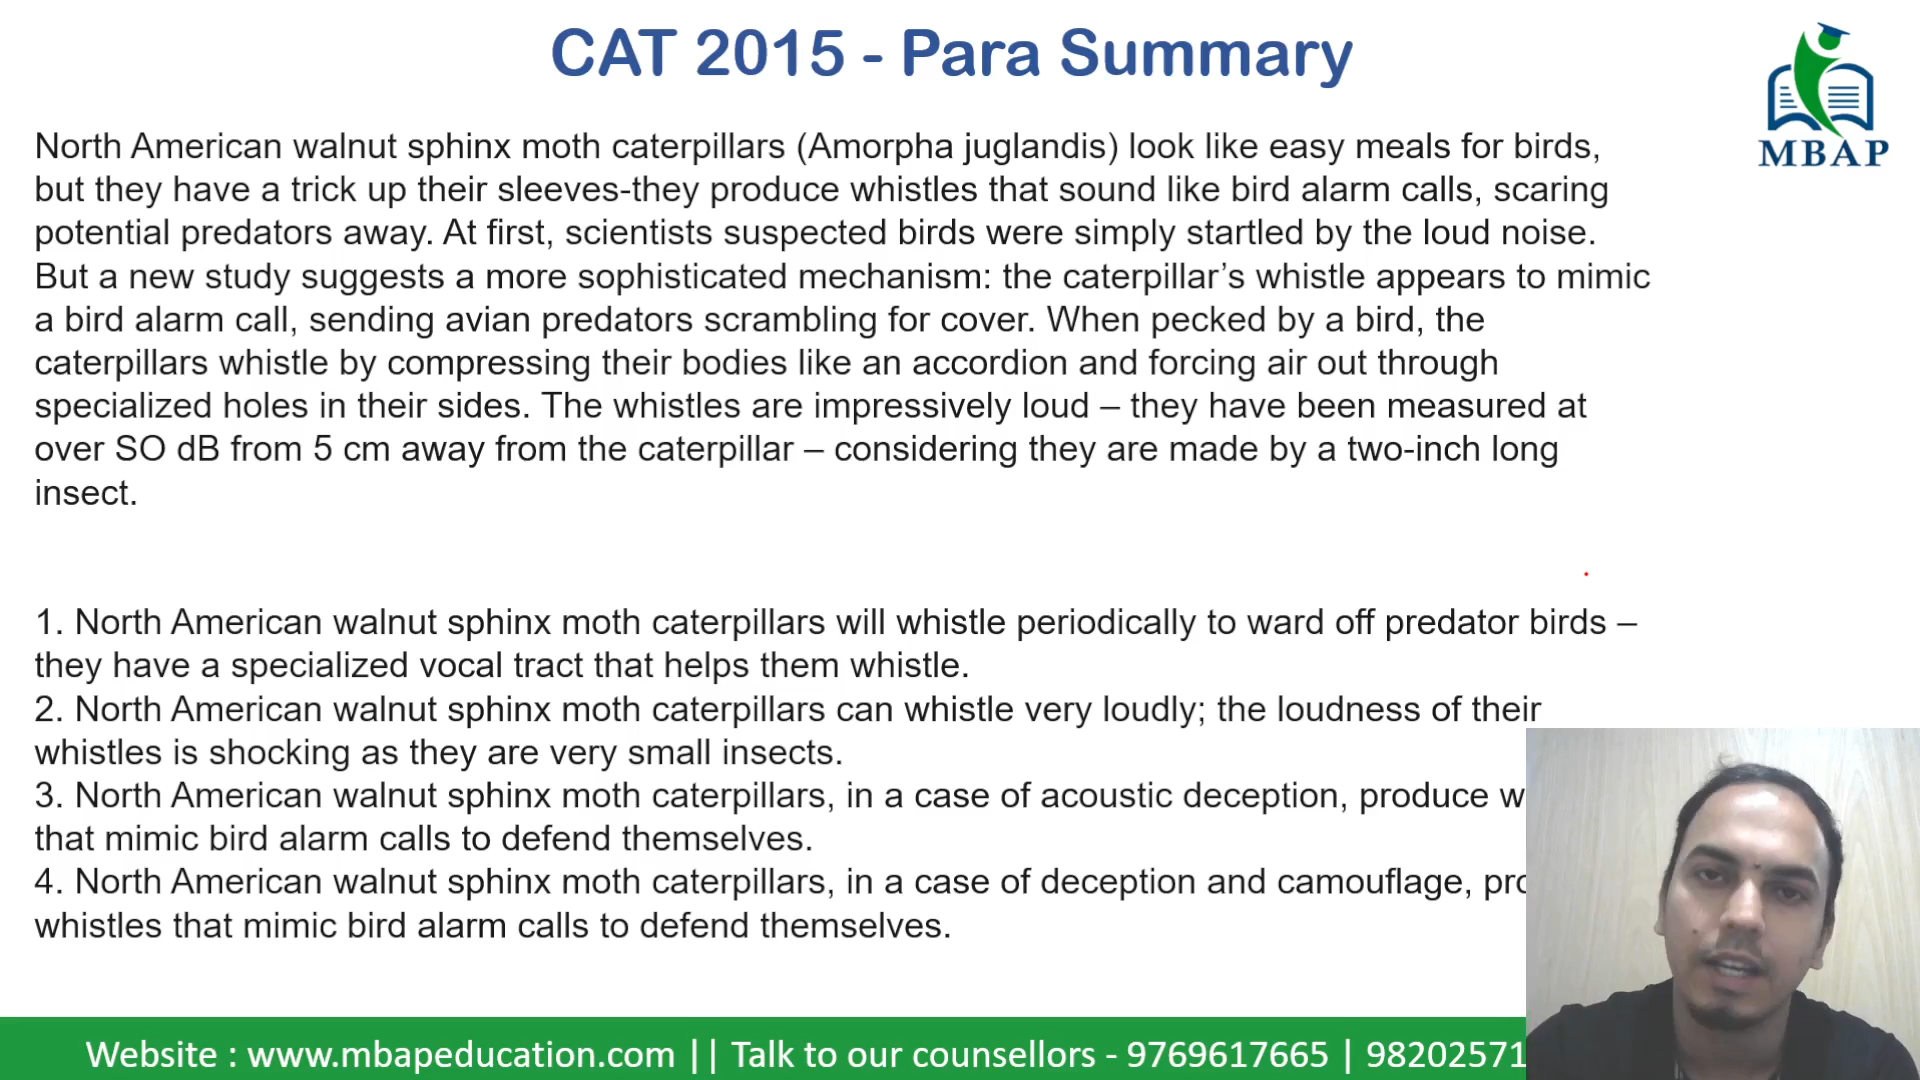 CAT 2015 - Para Summary
MBAP
North American walnut sphinx moth caterpillars (Amorpha juglandis) look like easy meals for birds,
but they have a trick up their sleeves-they produce whistles that sound like bird alarm calls, scaring
potential predators away. At first, scientists suspected birds were simply startled by the loud noise.
But a new study suggests a more sophisticated mechanism: the caterpillar’s whistle appears to mimic
a bird alarm call, sending avian predators scrambling for cover. When pecked by a bird, the
caterpillars whistle by compressing their bodies like an accordion and forcing air out through
specialized holes in their sides. The whistles are impressively loud – they have been measured at
over SO dB from 5 cm away from the caterpillar – considering they are made by a two-inch long
insect.
1. North American walnut sphinx moth caterpillars will whistle periodically to ward off predator birds –
they have a specialized vocal tract that helps them whistle.
2. North American walnut sphinx moth caterpillars can whistle very loudly; the loudness of their
whistles is shocking as they are very small insects.
3. North American walnut sphinx moth caterpillars, in a case of acoustic deception, produce
that mimic bird alarm calls to defend themselves.
4. North American walnut sphinx moth caterpillars, in a case of deception and camouflage,
whistles that mimic bird alarm calls to defend themselves.
Website : www.mbapeducation.com || Talk to our counsellors - 9769617665 | 98202571